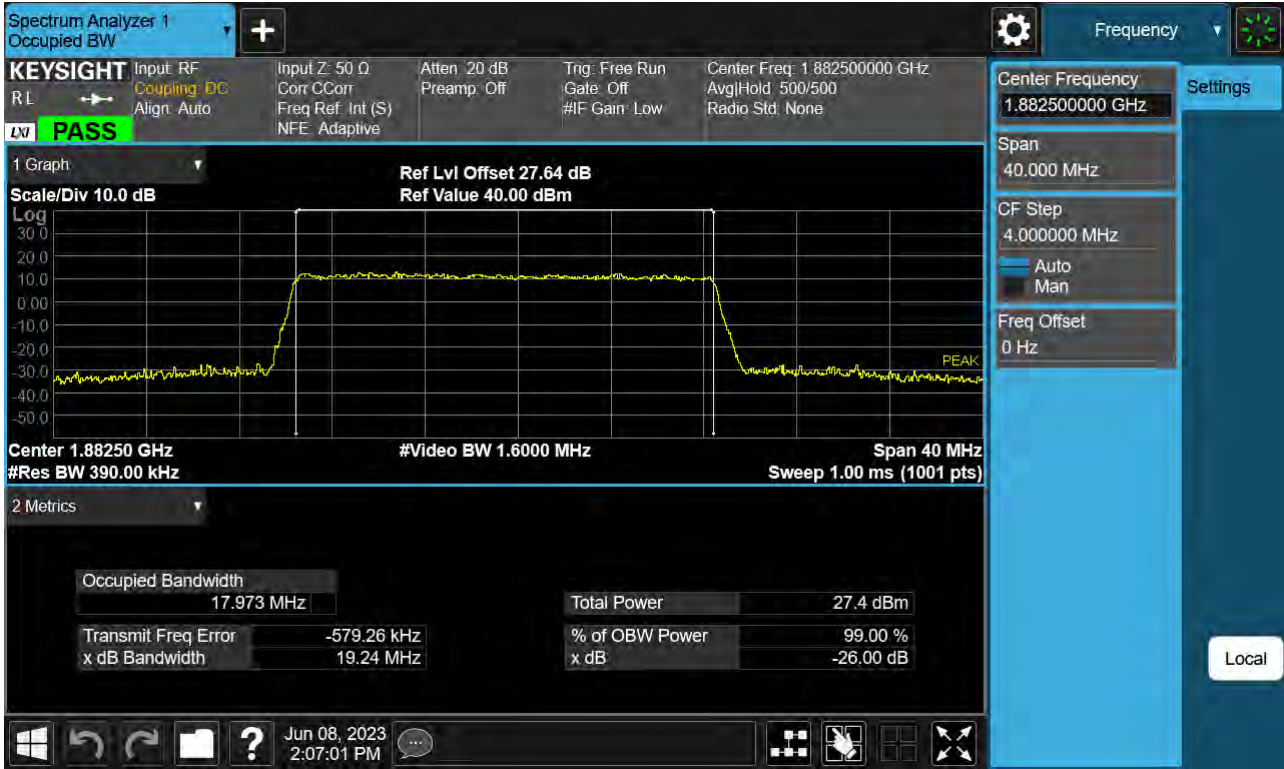 Spectrum Analyzer 1
Occupied BW
+
Frequency
KEYSIGHT
R L
LXI
PASS
Input: RF
Coupling: DC
Align: Auto
Input Z: 50 Ω
Corr CCorr
Freq Ref: Int (S)
NFE: Adaptive
Atten: 20 dB
Preamp: Off
Trig: Free Run
Gate: Off
#IF Gain: Low
Center Freq: 1.882500000 GHz
Avg|Hold: 500/500
Radio Std: None
Center Frequency
1.882500000 GHz
Settings
Span
40.000 MHz
CF Step
4.000000 MHz
Auto
Man
Freq Offset
0 Hz
1 Graph
Scale/Div 10.0 dB
Ref Lvl Offset 27.64 dB
Ref Value 40.00 dBm
Log
30.0
20.0
10.0
0.00
-10.0
-20.0
-30.0
-40.0
-50.0
PEAK
Center 1.88250 GHz
#Video BW 1.6000 MHz
Span 40 MHz
#Res BW 390.00 kHz
Sweep 1.00 ms (1001 pts)
2 Metrics
Occupied Bandwidth
17.973 MHz
Total Power 27.4 dBm
Transmit Freq Error -579.26 kHz
% of OBW Power 99.00 %
x dB Bandwidth 19.24 MHz
x dB -26.00 dB
Local
?
Jun 08, 2023
2:07:01 PM